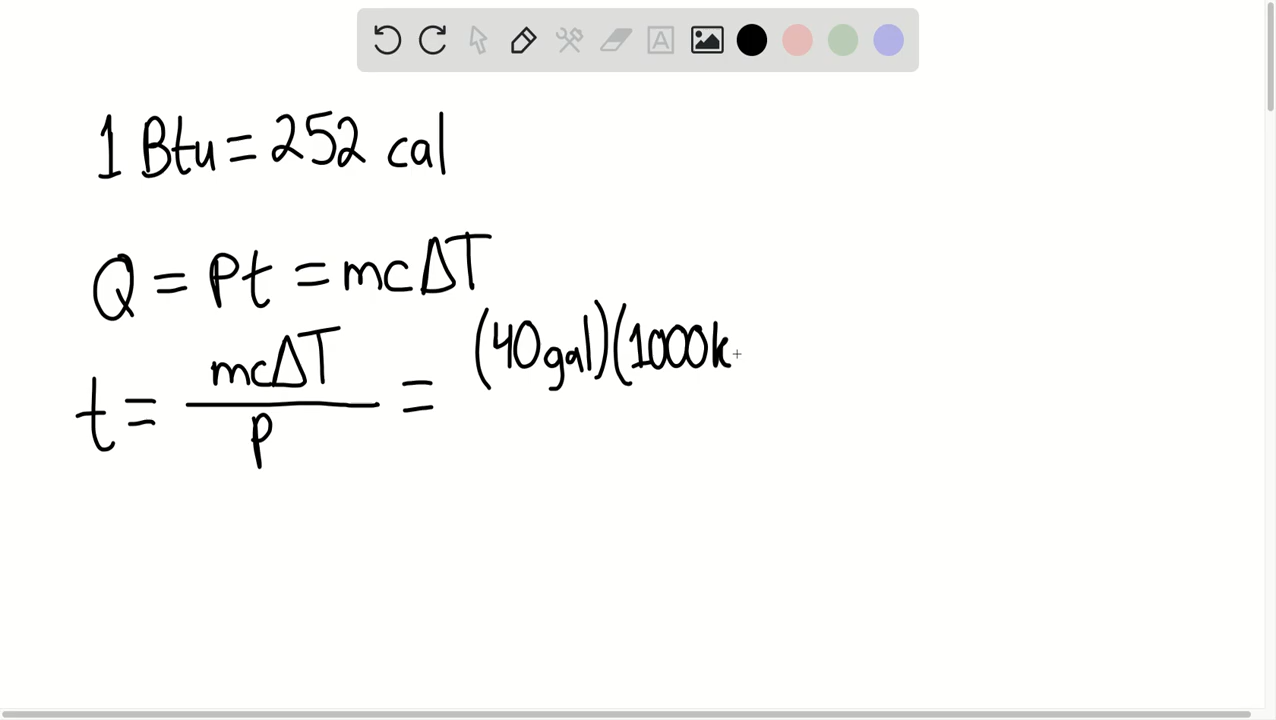 1 Btu = 252 cal
Q = Pt = mcΔT
t = mcΔT / P = (40gal)(1000k